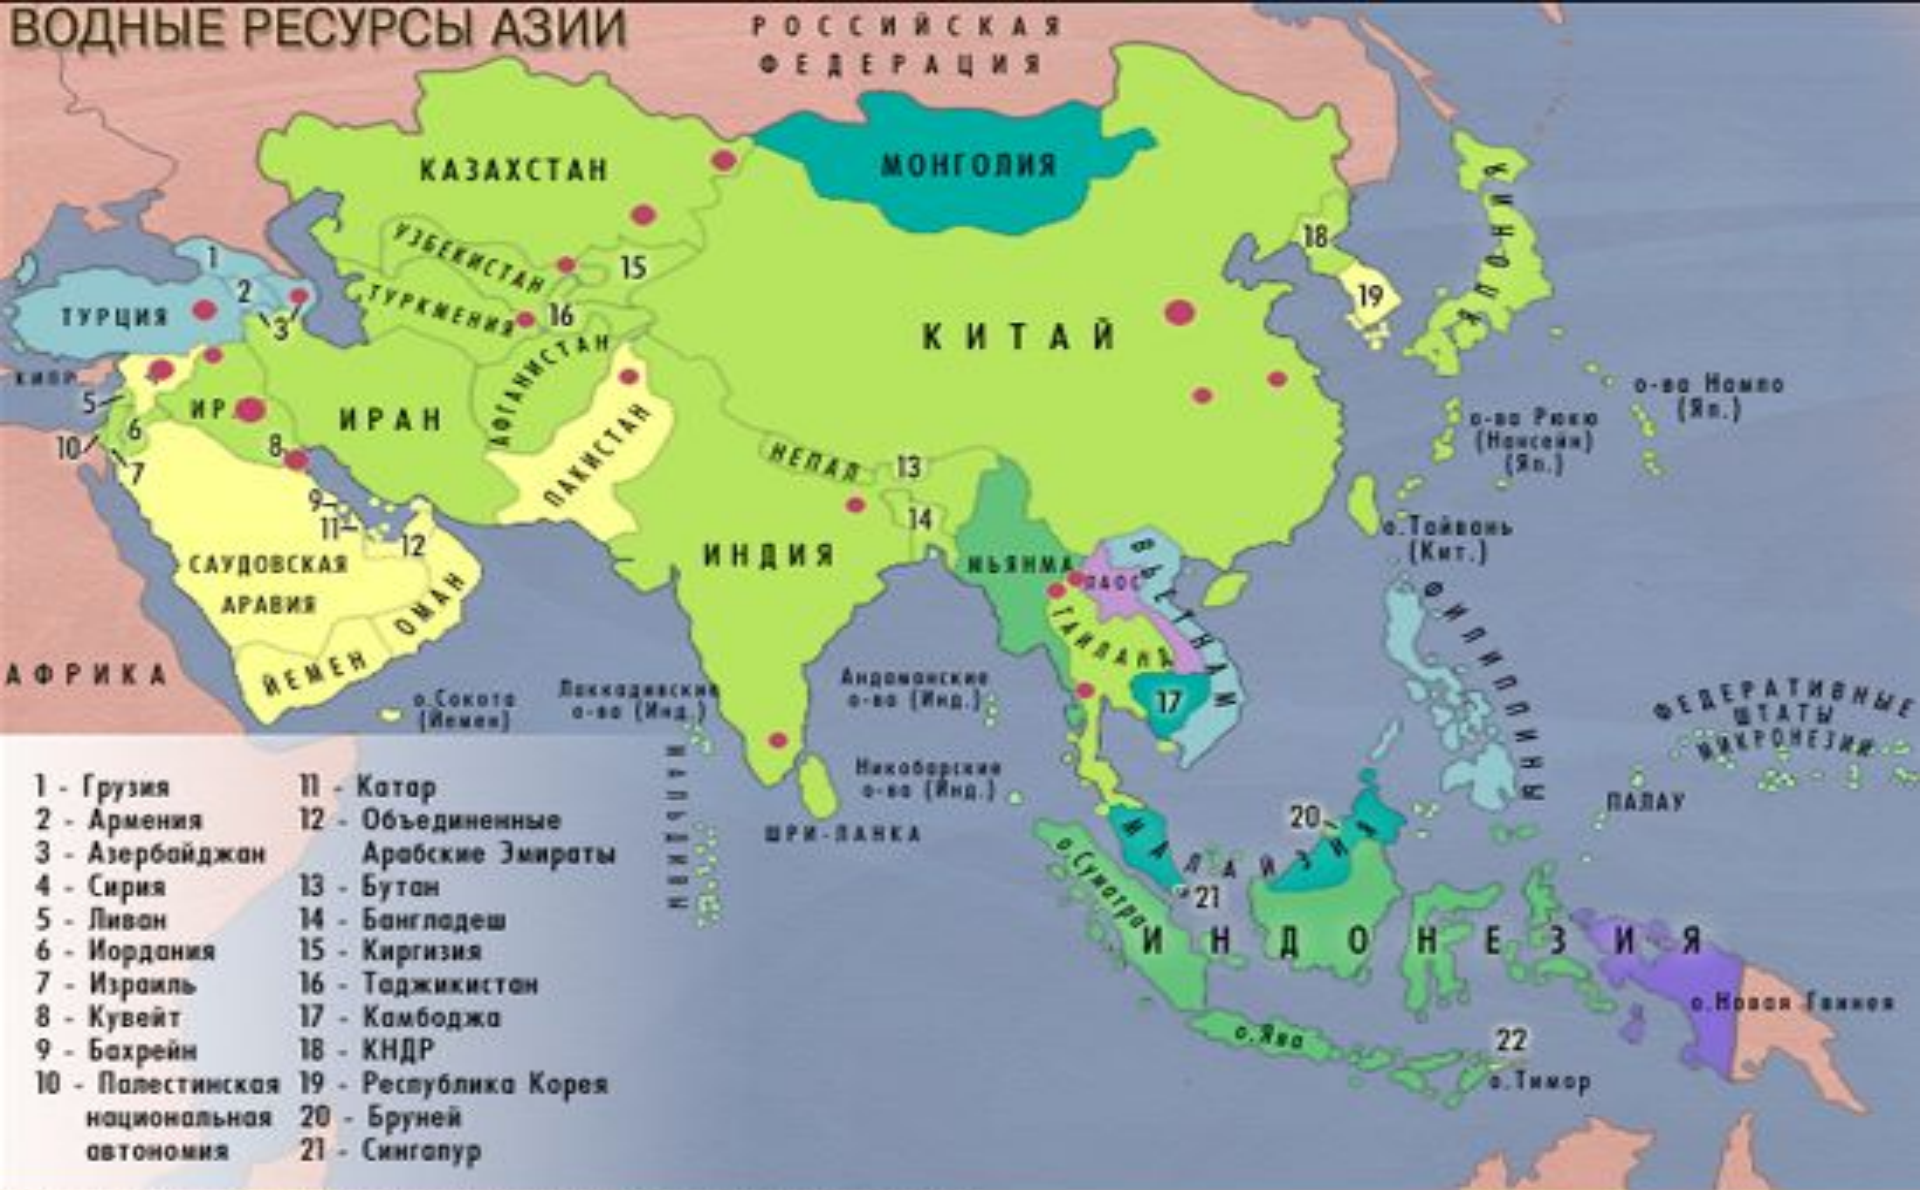 ВОДНЫЕ РЕСУРСЫ АЗИИ
РОССИЙСКАЯ
ФЕДЕРАЦИЯ
КАЗАХСТАН
МОНГОЛИЯ
УЗБЕКИСТАН
15
18
ЯПОНИЯ
1
2
ТУРЦИЯ
3
ТУРКМЕНИЯ
16
19
КИТАЙ
АФГАНИСТАН
КИПР
5
ИР
ИРАН
6
10
7
8
ПАКИСТАН
НЕПАЛ
13
14
о-ва Нампо
(Яп.)
о-ва Рюкю
(Нансейн)
(Яп.)
9
11
12
о.Тайвань
(Кит.)
САУДОВСКАЯ
АРАВИЯ
ОМАН
ЙЕМЕН
ИНДИЯ
МЬЯНМА
ЛАОС
ВЬЕТНАМ
ТАИЛАНД
17
ФИЛИППИНЫ
АФРИКА
о.Сокота
(Йемен)
Лаккадивские
о-ва (Инд.)
Андаманские
о-ва (Инд.)
Никобарские
о-ва (Инд.)
ШРИ-ЛАНКА
ФЕДЕРАТИВНЫЕ
ШТАТЫ
МИКРОНЕЗИИ
ПАЛАУ
20
МАЛАЙЗИЯ
21
о.Суматра
ИНДОНЕЗИЯ
о.Новая Гвинея
о.Ява
22
о.Тимор
1 - Грузия
2 - Армения
3 - Азербайджан
4 - Сирия
5 - Ливан
6 - Иордания
7 - Израиль
8 - Кувейт
9 - Бахрейн
10 - Палестинская
национальная
автономия
11 - Катар
12 - Объединенные
Арабские Эмираты
13 - Бутан
14 - Бангладеш
15 - Киргизия
16 - Таджикистан
17 - Камбоджа
18 - КНДР
19 - Республика Корея
20 - Бруней
21 - Сингапур